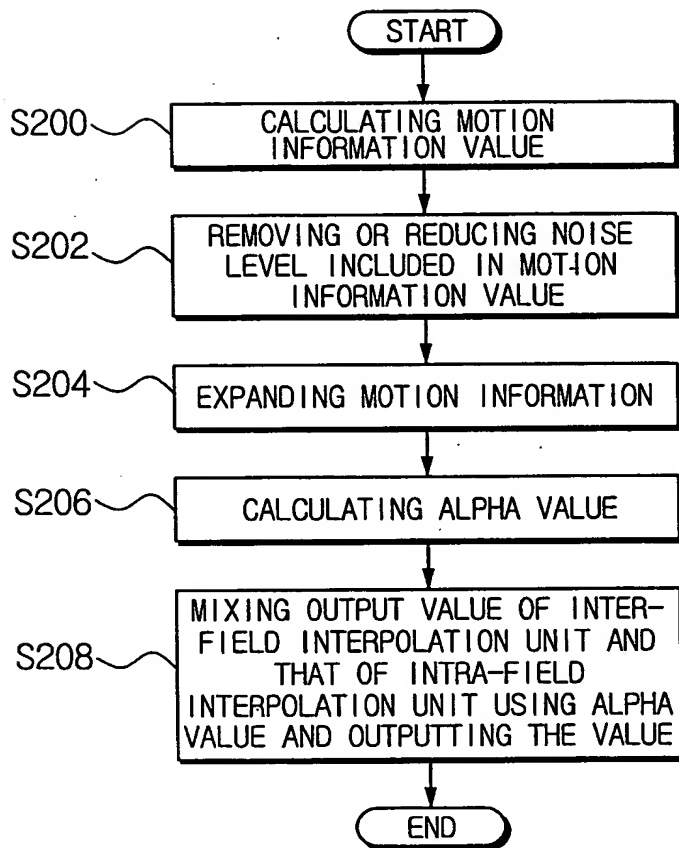 START
S200
CALCULATING MOTION
INFORMATION VALUE
S202
REMOVING OR REDUCING NOISE
LEVEL INCLUDED IN MOTION
INFORMATION VALUE
S204
EXPANDING MOTION INFORMATION
S206
CALCULATING ALPHA VALUE
S208
MIXING OUTPUT VALUE OF INTER-
FIELD INTERPOLATION UNIT AND
THAT OF INTRA-FIELD
INTERPOLATION UNIT USING ALPHA
VALUE AND OUTPUTTING THE VALUE
END